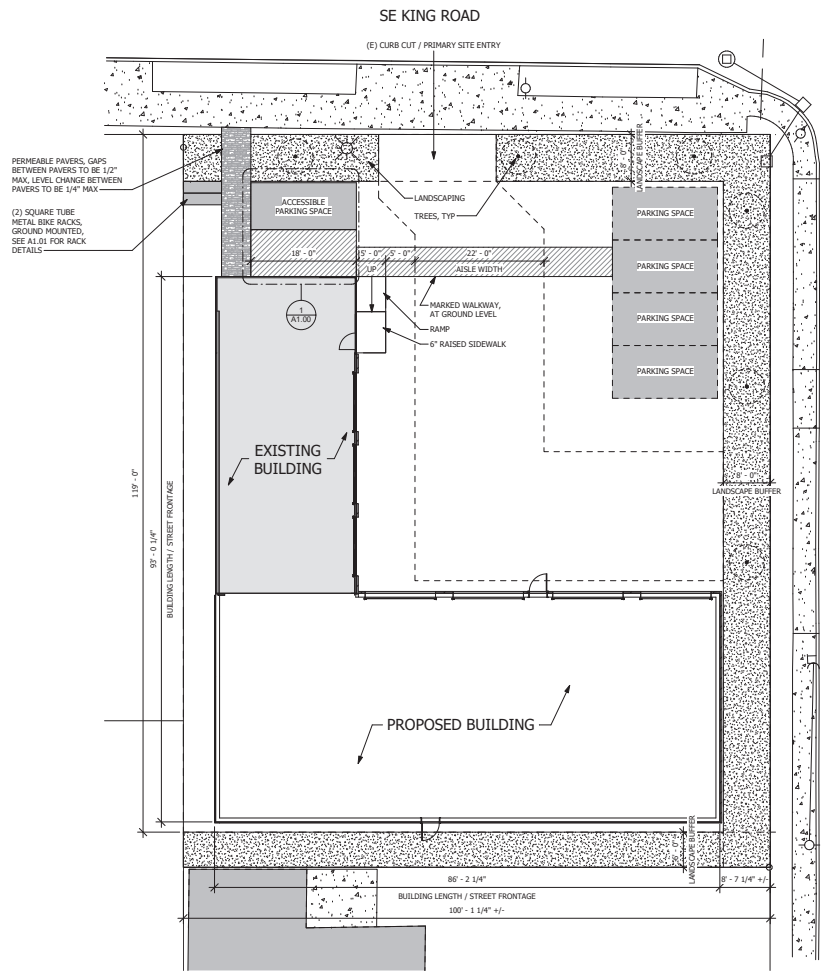 SE KING ROAD
(E) CURB CUT / PRIMARY SITE ENTRY
PERMEABLE PAVERS, GAPS
BETWEEN PAVERS TO BE 1/2"
MAX, LEVEL CHANGE BETWEEN
PAVERS TO BE 1/4" MAX
(2) SQUARE TUBE
METAL BIKE RACKS,
GROUND MOUNTED,
SEE A1.01 FOR RACK
DETAILS
LANDSCAPE BUFFER
ACCESSIBLE
PARKING SPACE
LANDSCAPING
TREES, TYP
PARKING SPACE
PARKING SPACE
PARKING SPACE
PARKING SPACE
18' - 0"
5' - 0"
5' - 0"
22' - 0"
UP
AISLE WIDTH
MARKED WALKWAY,
AT GROUND LEVEL
RAMP
6" RAISED SIDEWALK
1
A1.00
EXISTING
BUILDING
119' - 0"
93' - 0 1/4"
BUILDING LENGTH / STREET FRONTAGE
8' - 0"
LANDSCAPE BUFFER
PROPOSED BUILDING
LANDSCAPE BUFFER
86' - 2 1/4"
8' - 7 1/4" +/-
BUILDING LENGTH / STREET FRONTAGE
100' - 1 1/4" +/-